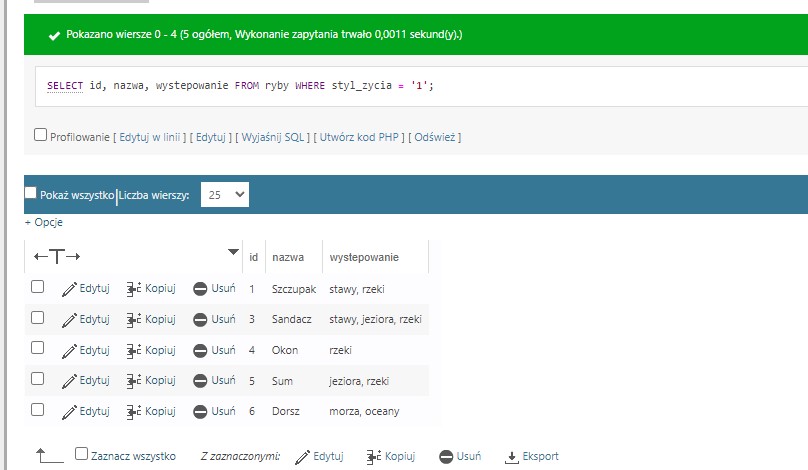 Pokazano wiersze 0 - 4 (5 ogółem, Wykonanie zapytania trwało 0,0011 sekund(y).)
SELECT id, nazwa, wystepowanie FROM ryby WHERE styl_zycia = '1';
Profilowanie [ Edytuj w linii ] [ Edytuj ] [ Wyjaśnij SQL ] [ Utwórz kod PHP ] [ Odśwież ]
Pokaż wszystko Liczba wierszy: 25
+ Opcje
←T→ id nazwa wystepowanie
Edytuj Kopiuj Usuń 1 Szczupak stawy, rzeki
Edytuj Kopiuj Usuń 3 Sandacz stawy, jeziora, rzeki
Edytuj Kopiuj Usuń 4 Okon rzeki
Edytuj Kopiuj Usuń 5 Sum jeziora, rzeki
Edytuj Kopiuj Usuń 6 Dorsz morza, oceany
Zaznacz wszystko Z zaznaczonymi: Edytuj Kopiuj Usuń Eksport